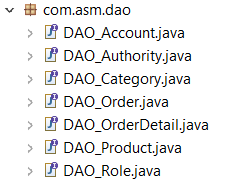 com.asm.dao
DAO_Account.java
DAO_Authority.java
DAO_Category.java
DAO_Order.java
DAO_OrderDetail.java
DAO_Product.java
DAO_Role.java